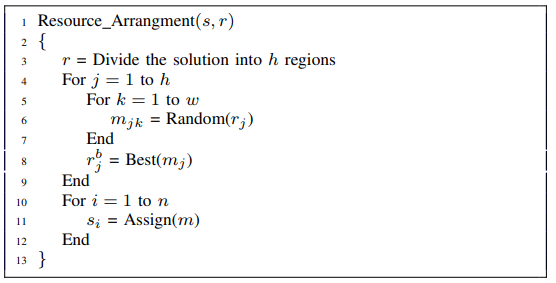 1 Resource_Arrangment(s, r)
2 {
3 r = Divide the solution into h regions
4 For j = 1 to h
5 For k = 1 to w
6 m_{jk} = Random(r_j)
7 End
8 r_j^b = Best(m_j)
9 End
10 For i = 1 to n
11 s_i = Assign(m)
12 End
13 }